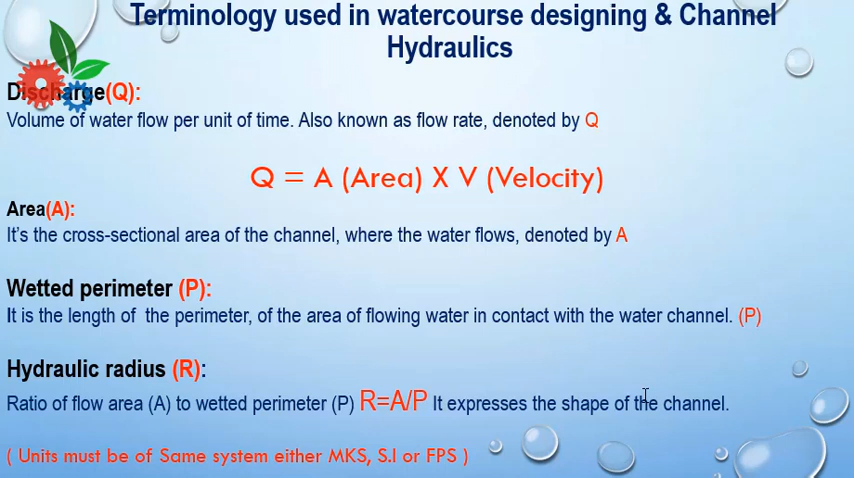 Terminology used in watercourse designing & Channel
Hydraulics
Discharge(Q):
Volume of water flow per unit of time. Also known as flow rate, denoted by Q
Q = A (Area) X V (Velocity)
Area(A):
It's the cross-sectional area of the channel, where the water flows, denoted by A
Wetted perimeter (P):
It is the length of the perimeter, of the area of flowing water in contact with the water channel. (P)
Hydraulic radius (R):
Ratio of flow area (A) to wetted perimeter (P) R=A/P It expresses the shape of the channel.
( Units must be of Same system either MKS, S.I or FPS )